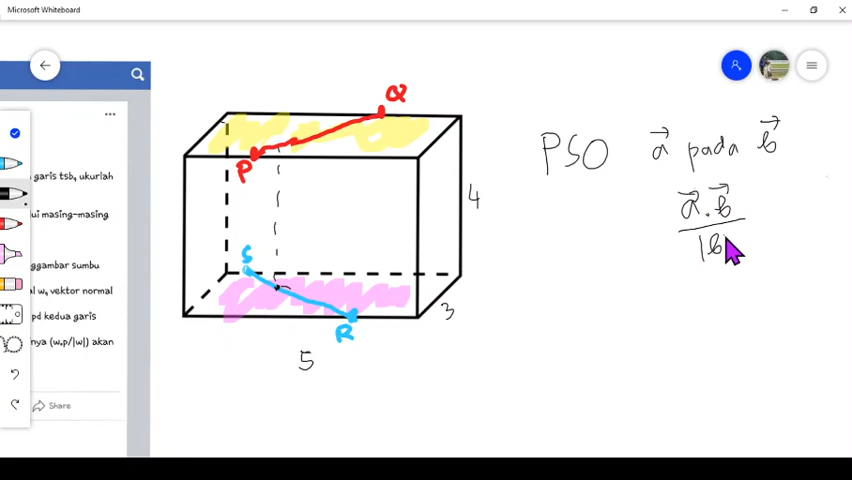 Microsoft Whiteboard
garis tsb, ukurlah
ui masing-masing
ggambar sumbu
al w, vektor normal
pd kedua garis
nya (w.p/|w|) akan
Share
Q
P
S
R
4
3
5
PSO a⃗ pada b⃗
a⃗ . b⃗
|b